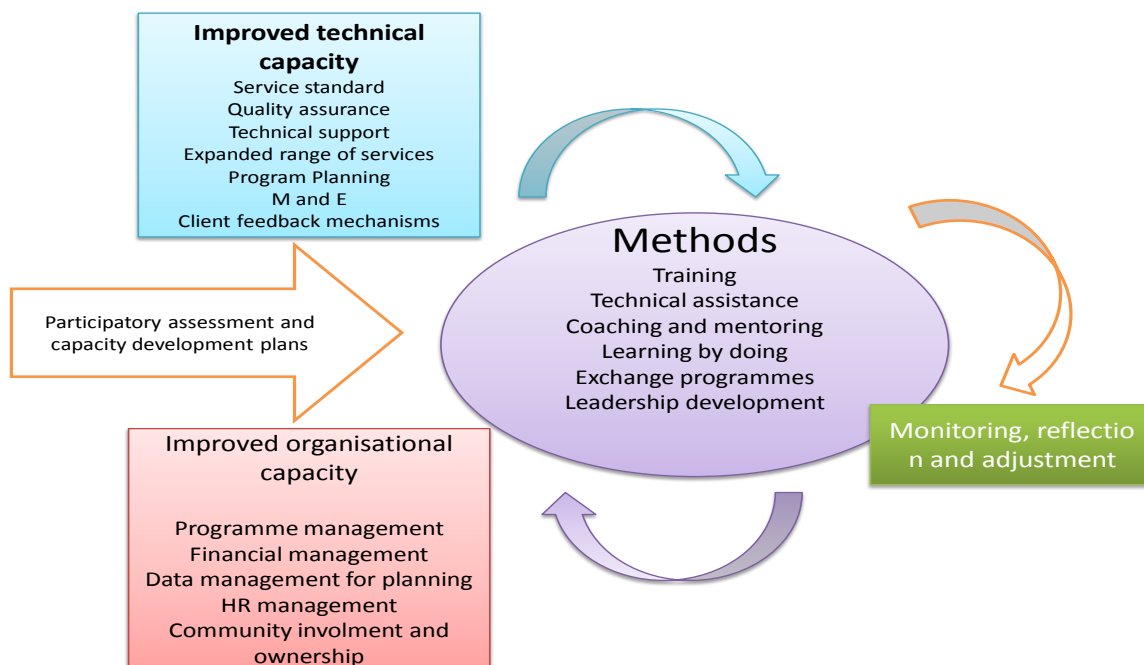 Improved technical
capacity
Service standard
Quality assurance
Technical support
Expanded range of services
Program Planning
M and E
Client feedback mechanisms
Participatory assessment and
capacity development plans
Methods
Training
Technical assistance
Coaching and mentoring
Learning by doing
Exchange programmes
Leadership development
Monitoring, reflectio
n and adjustment
Improved organisational
capacity
Programme management
Financial management
Data management for planning
HR management
Community involment and
ownership